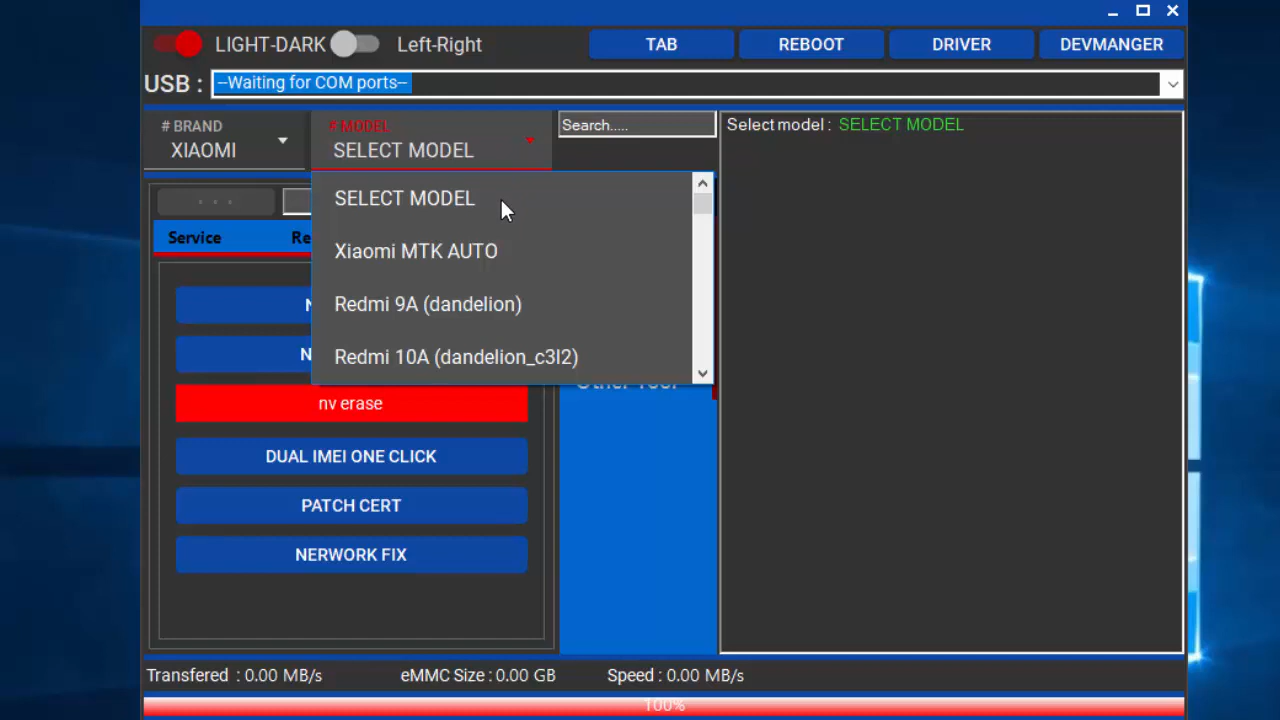 LIGHT-DARK Left-Right TAB REBOOT DRIVER DEVMANGER
USB : --Waiting for COM ports--
# BRAND
XIAOMI
# MODEL
SELECT MODEL
Search.....
Select model : SELECT MODEL
SELECT MODEL
Xiaomi MTK AUTO
Redmi 9A (dandelion)
Redmi 10A (dandelion_c3l2)
Service Re
N
N
nv erase
DUAL IMEI ONE CLICK
PATCH CERT
NERWORK FIX
Other Tool
Transfered : 0.00 MB/s eMMC Size : 0.00 GB Speed : 0.00 MB/s
100%